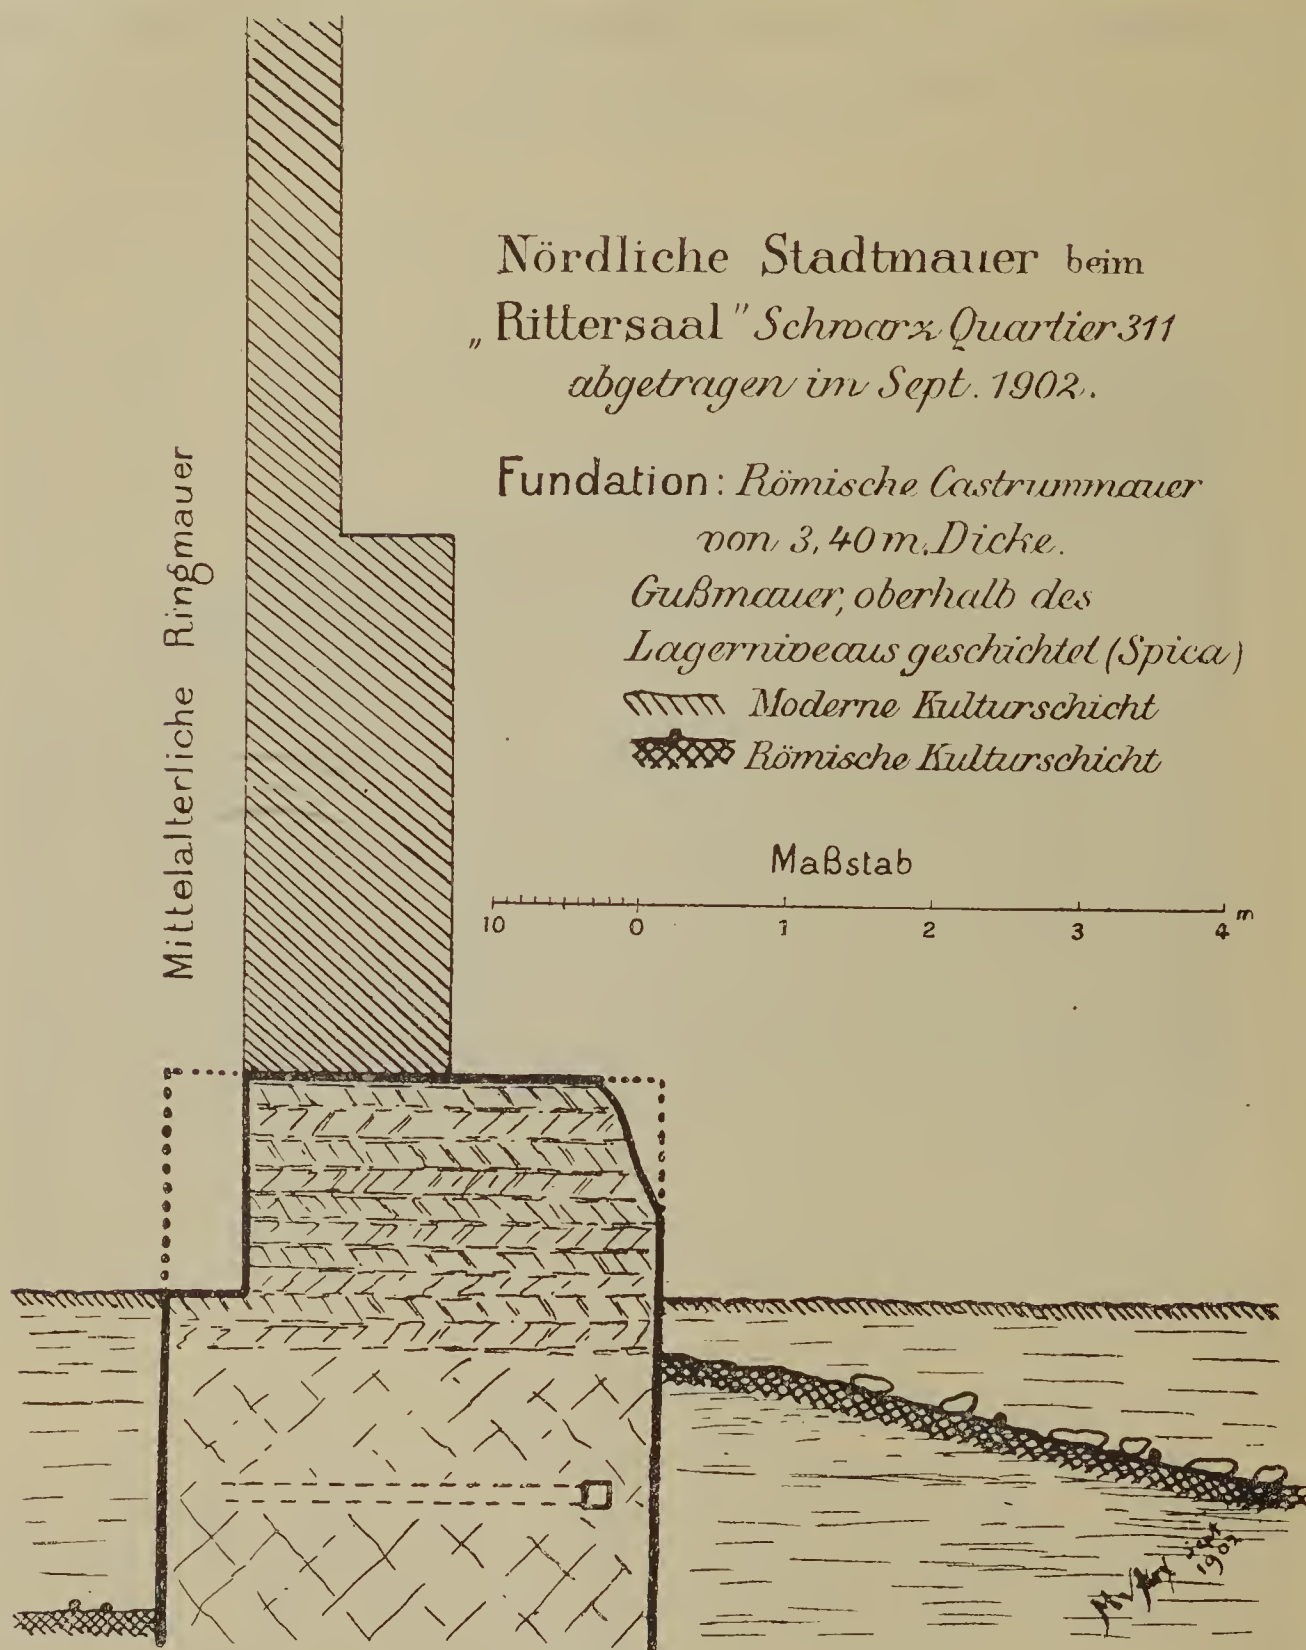 Nördliche Stadtmauer beim
„Rittersaal" Schwarz Quartier 311
abgetragen im Sept. 1902.
Fundation: Römische Castrummauer
von 3,40 m. Dicke.
Gußmauer, oberhalb des
Lagerniveaus geschichtet (Spica)
Moderne Kulturschicht
Römische Kulturschicht
Mittelalterliche Ringmauer
Maßstab
10 0 1 2 3 4 m
Sept
1902